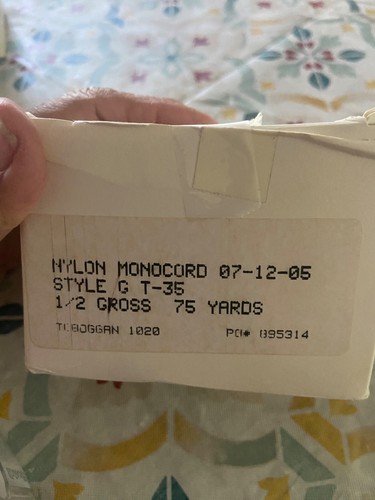 NYLON MONOCORD 07-12-05
STYLE G T-35
1/2 GROSS 75 YARDS
TOBOGGAN 1020 PO# 895314